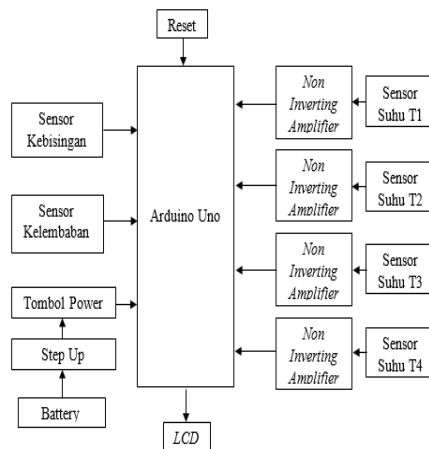 Reset
Sensor
Kebisingan
Sensor
Kelembaban
Tombol Power
Step Up
Battery
Arduino Uno
LCD
Non
Inverting
Amplifier
Sensor
Suhu T1
Non
Inverting
Amplifier
Sensor
Suhu T2
Non
Inverting
Amplifier
Sensor
Suhu T3
Non
Inverting
Amplifier
Sensor
Suhu T4